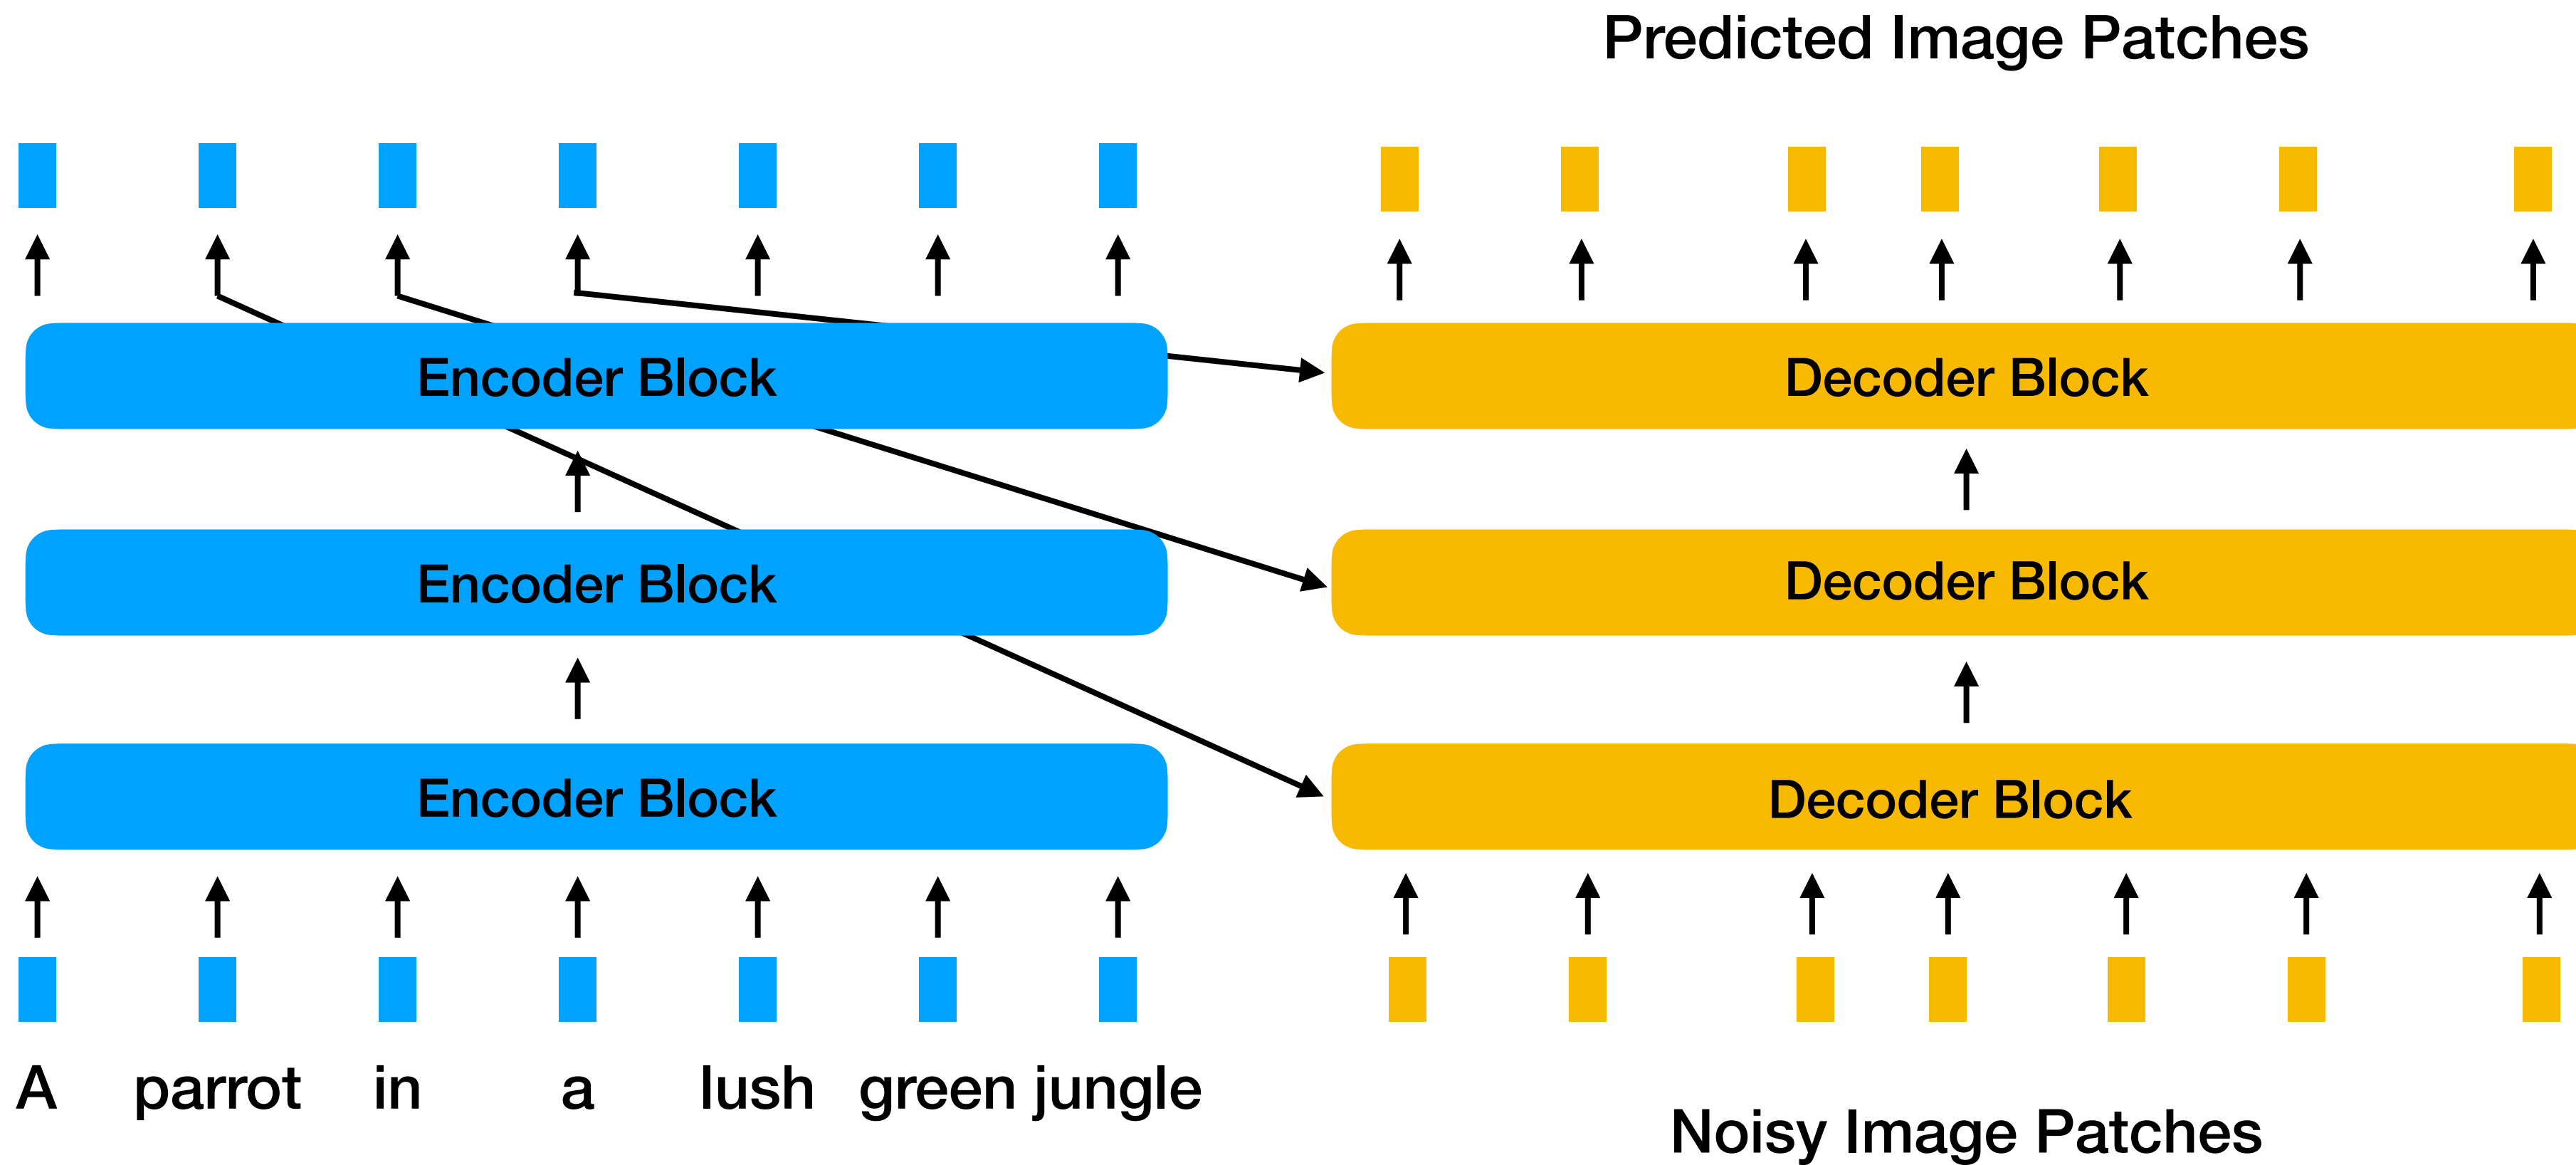 Predicted Image Patches
Encoder Block
Decoder Block
Encoder Block
Decoder Block
Encoder Block
Decoder Block
A parrot in a lush green jungle
Noisy Image Patches